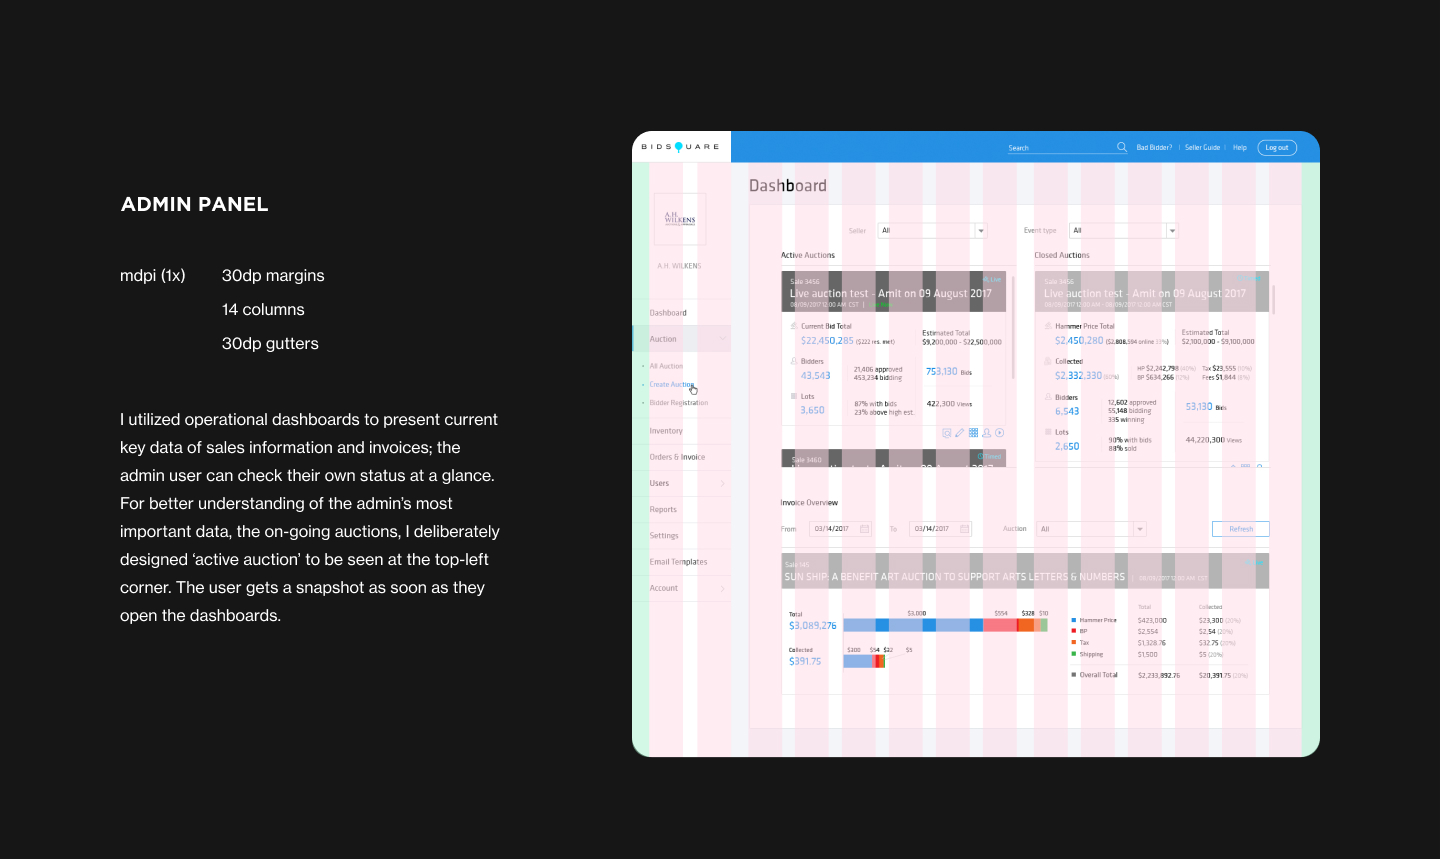 ADMIN PANEL
mdpi (1x)
30dp margins
14 columns
30dp gutters
I utilized operational dashboards to present current
key data of sales information and invoices; the
admin user can check their own status at a glance.
For better understanding of the admin's most
important data, the on-going auctions, I deliberately
designed ‘active auction’ to be seen at the top-left
corner. The user gets a snapshot as soon as they
open the dashboards.
BIDSQUARE
Search
Bad Bidder?
Seller Guide
Help
Log out
A.H. WILKENS
A.H. WILKENS
Dashboard
Auction
All Auction
Create Auction
Bidder Registration
Inventory
Orders & Invoice
Users
Reports
Settings
Email Templates
Account
Dashboard
Seller
All
Event type
All
Active Auctions
Sale 3456
Live
Live auction test - Amit on 09 August 2017
08/09/2017 12:00 AM CST |
Current Bid Total
$22,450,285 ($222 res. met)
Estimated Total
$9,200,000 - $22,500,000
Bidders
43,543
21,406 approved
453,234 bidding
753,130 Bids
Lots
3,650
87% with bids
23% above high est.
422,300 Views
Sale 3460
Timed
Closed Auctions
Sale 3456
Live auction test - Amit on 09 August 2017
08/09/2017 12:00 AM - 08/09/2017 12:00 AM CST
Hammer Price Total
$2,450,280 ($2,808,594 online 33%)
Estimated Total
$2,100,000 - $9,100,000
Collected
$2,332,330 (60%)
HP $2,242,798 (40%)
BP $634,266 (12%)
Tax $23,555 (10%)
Fees $1,844 (8%)
Bidders
6,543
12,602 approved
55,148 bidding
335 winning
53,130 Bids
Lots
2,650
90% with bids
88% sold
44,220,300 Views
Invoice Overview
From
03/14/2017
To
03/14/2017
Auction
All
Refresh
Sale 145
SUN SHIP: A BENEFIT ART AUCTION TO SUPPORT ARTS LETTERS & NUMBERS | 08/09/2017 12:00 AM CST
Total
$3,089,276
$3,000
$554
$328
$10
Collected
$391.75
$300
$54
$22
$5
Total
Collected
Hammer Price
$423,000
$23,300 (20%)
BP
$2,554
$2,54 (20%)
Tax
$1,328.76
$32.75 (20%)
Shipping
$1,500
$5 (20%)
Overall Total
$2,233,892.76
$20,391.75 (20%)